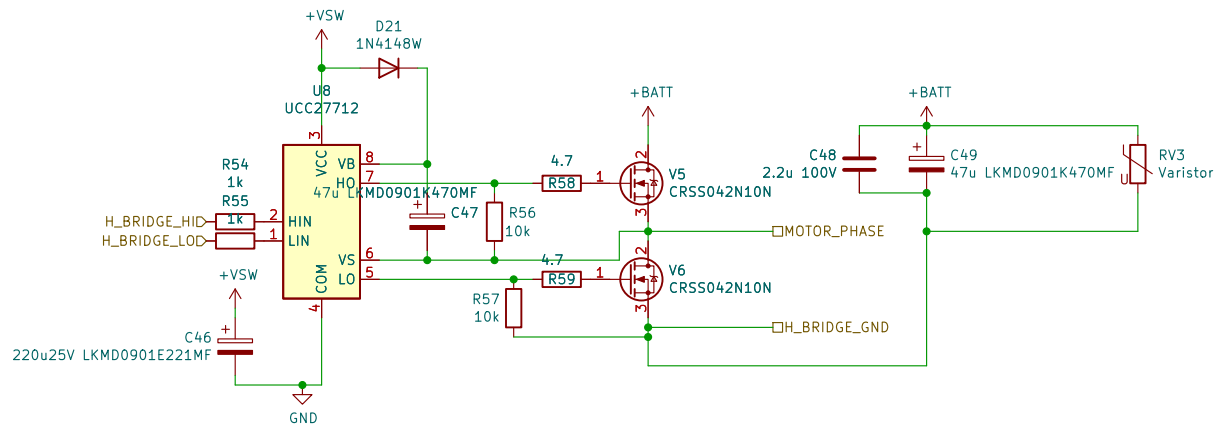 +VSW
D21
1N4148W
U8
UCC27712
3
VCC
VB
8
HO
7
47u LKMD0901K470MF
+
C47
R54
1k
R55
1k
H_BRIDGE_HI
2
HIN
H_BRIDGE_LO
1
LIN
VS
6
LO
5
COM
4
+VSW
+
C46
220u25V LKMD0901E221MF
GND
R56
10k
R57
10k
4.7
R58
1
4.7
R59
1
+BATT
2
V5
CRSS042N10N
3
MOTOR_PHASE
2
V6
CRSS042N10N
3
H_BRIDGE_GND
+BATT
C48
2.2u 100V
+
C49
47u LKMD0901K470MF
U
RV3
Varistor